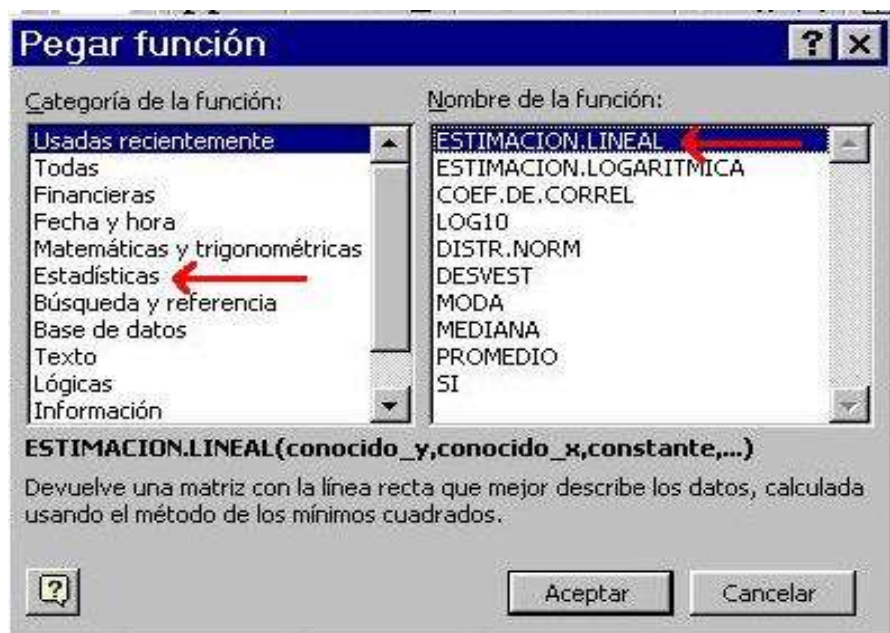 Pegar función
? ×
Categoría de la función:
Usadas recientemente
Todas
Financieras
Fecha y hora
Matemáticas y trigonométricas
Estadísticas
Búsqueda y referencia
Base de datos
Texto
Lógicas
Información
Nombre de la función:
ESTIMACION.LINEAL
ESTIMACION.LOGARITMICA
COEF.DE.CORREL
LOG10
DISTR.NORM
DESVEST
MODA
MEDIANA
PROMEDIO
SI
ESTIMACION.LINEAL(conocido_y,conocido_x,constante,...)
Devuelve una matriz con la línea recta que mejor describe los datos, calculada
usando el método de los mínimos cuadrados.
?
Aceptar
Cancelar